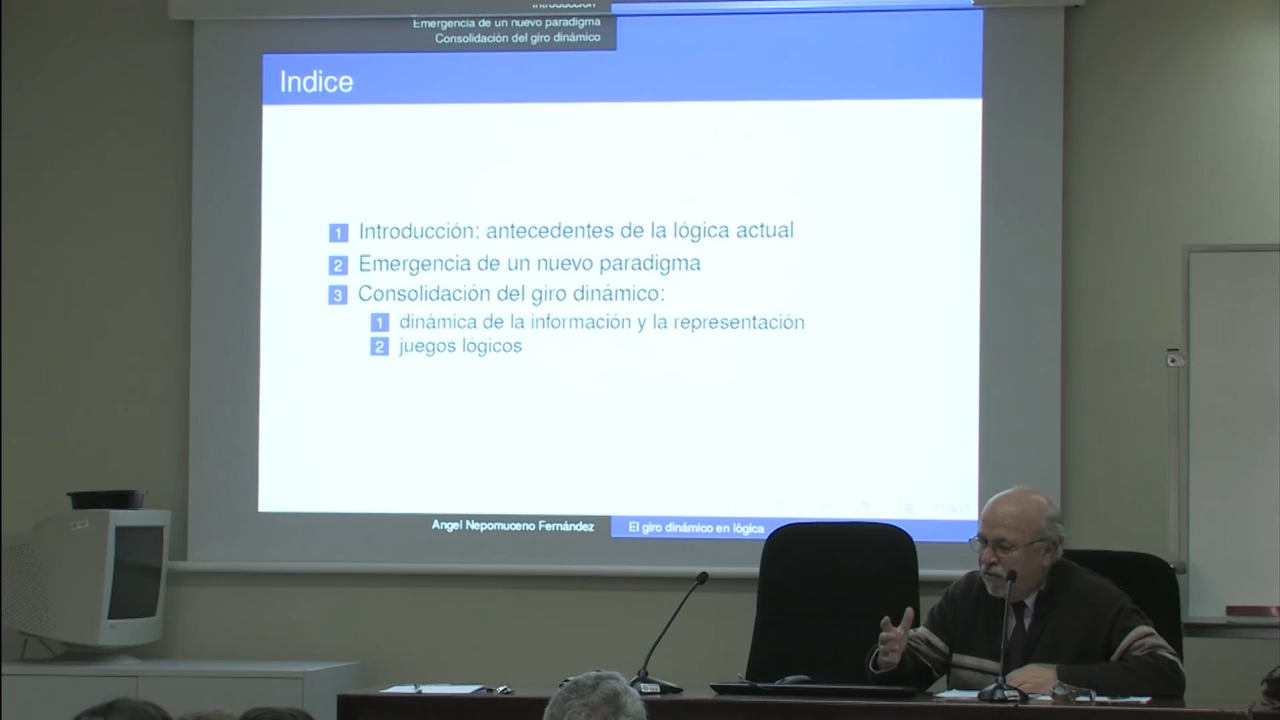 Introducción
Emergencia de un nuevo paradigma
Consolidación del giro dinámico
Indice
1 Introducción: antecedentes de la lógica actual
2 Emergencia de un nuevo paradigma
3 Consolidación del giro dinámico:
1 dinámica de la información y la representación
2 juegos lógicos
Angel Nepomuceno Fernández El giro dinámico en lógica